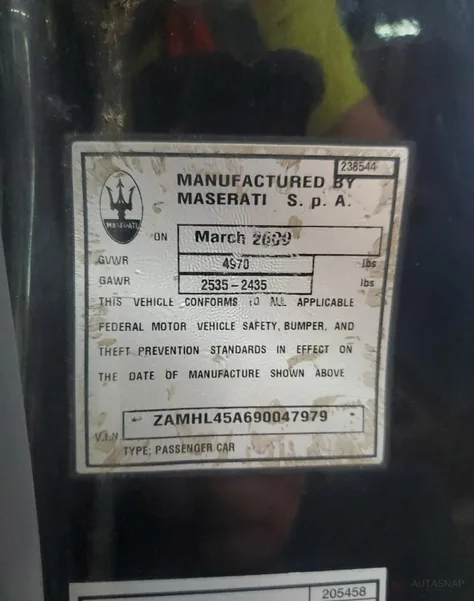 238544
MANUFACTURED BY
MASERATI S. p. A.
MASERATI
ON March 2009
GVWR 4970 lbs
GAWR 2535-2435 lbs
THIS VEHICLE CONFORMS TO ALL APPLICABLE
FEDERAL MOTOR VEHICLE SAFETY, BUMPER, AND
THEFT PREVENTION STANDARDS IN EFFECT ON
THE DATE OF MANUFACTURE SHOWN ABOVE
V.I.N ZAMHL45A690047979
TYPE: PASSENGER CAR
205458
AUTASNAP